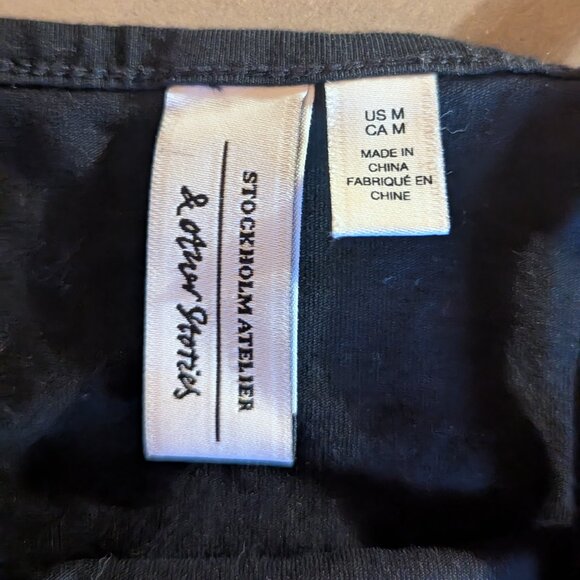 STOCKHOLM ATELIER
& other Stories
US M
CA M
MADE IN
CHINA
FABRIQUÉ EN
CHINE